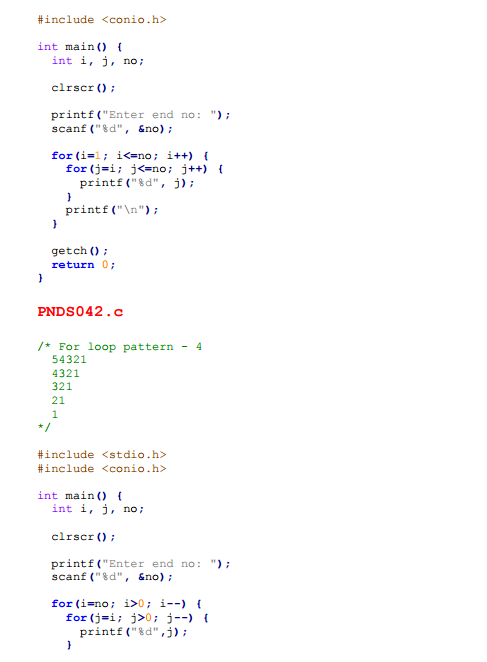 #include <conio.h>
int main() {
int i, j, no;
clrscr();
printf("Enter end no: ");
scanf("%d", &no);
for(i=1; i<=no; i++) {
for(j=i; j<=no; j++) {
printf("%d", j);
}
printf("\n");
}
getch();
return 0;
}
PNDS042.c
/* For loop pattern - 4
54321
4321
321
21
1
*/
#include <stdio.h>
#include <conio.h>
int main() {
int i, j, no;
clrscr();
printf("Enter end no: ");
scanf("%d", &no);
for(i=no; i>0; i--) {
for(j=i; j>0; j--) {
printf("%d",j);
}